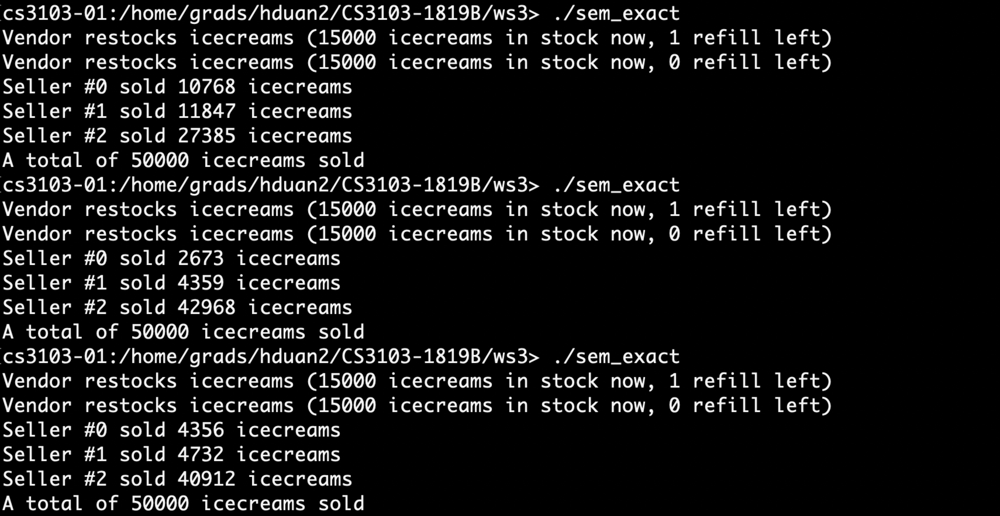 cs3103-01:/home/grads/hduan2/CS3103-1819B/ws3> ./sem_exact
Vendor restocks icecreams (15000 icecreams in stock now, 1 refill left)
Vendor restocks icecreams (15000 icecreams in stock now, 0 refill left)
Seller #0 sold 10768 icecreams
Seller #1 sold 11847 icecreams
Seller #2 sold 27385 icecreams
A total of 50000 icecreams sold
cs3103-01:/home/grads/hduan2/CS3103-1819B/ws3> ./sem_exact
Vendor restocks icecreams (15000 icecreams in stock now, 1 refill left)
Vendor restocks icecreams (15000 icecreams in stock now, 0 refill left)
Seller #0 sold 2673 icecreams
Seller #1 sold 4359 icecreams
Seller #2 sold 42968 icecreams
A total of 50000 icecreams sold
cs3103-01:/home/grads/hduan2/CS3103-1819B/ws3> ./sem_exact
Vendor restocks icecreams (15000 icecreams in stock now, 1 refill left)
Vendor restocks icecreams (15000 icecreams in stock now, 0 refill left)
Seller #0 sold 4356 icecreams
Seller #1 sold 4732 icecreams
Seller #2 sold 40912 icecreams
A total of 50000 icecreams sold